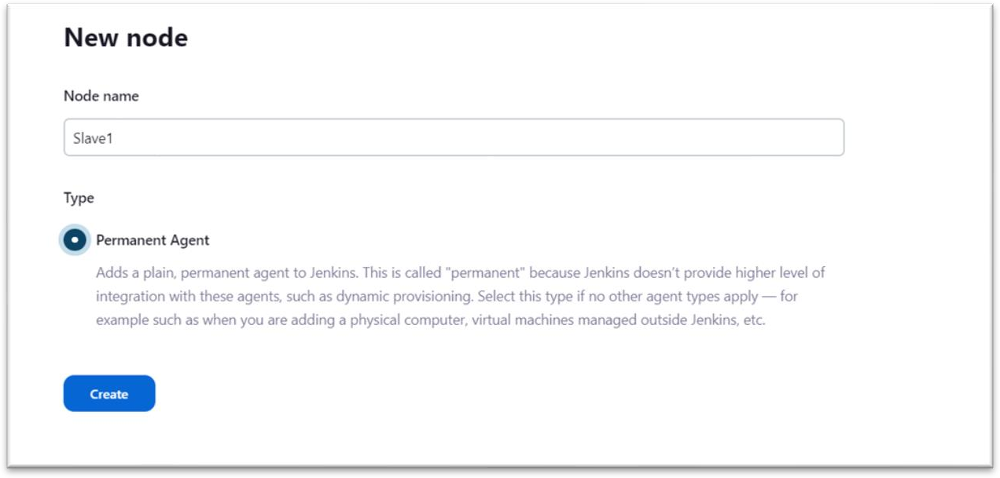 New node
Node name
Slave1
Type
Permanent Agent
Adds a plain, permanent agent to Jenkins. This is called "permanent" because Jenkins doesn't provide higher level of
integration with these agents, such as dynamic provisioning. Select this type if no other agent types apply — for
example such as when you are adding a physical computer, virtual machines managed outside Jenkins, etc.
Create